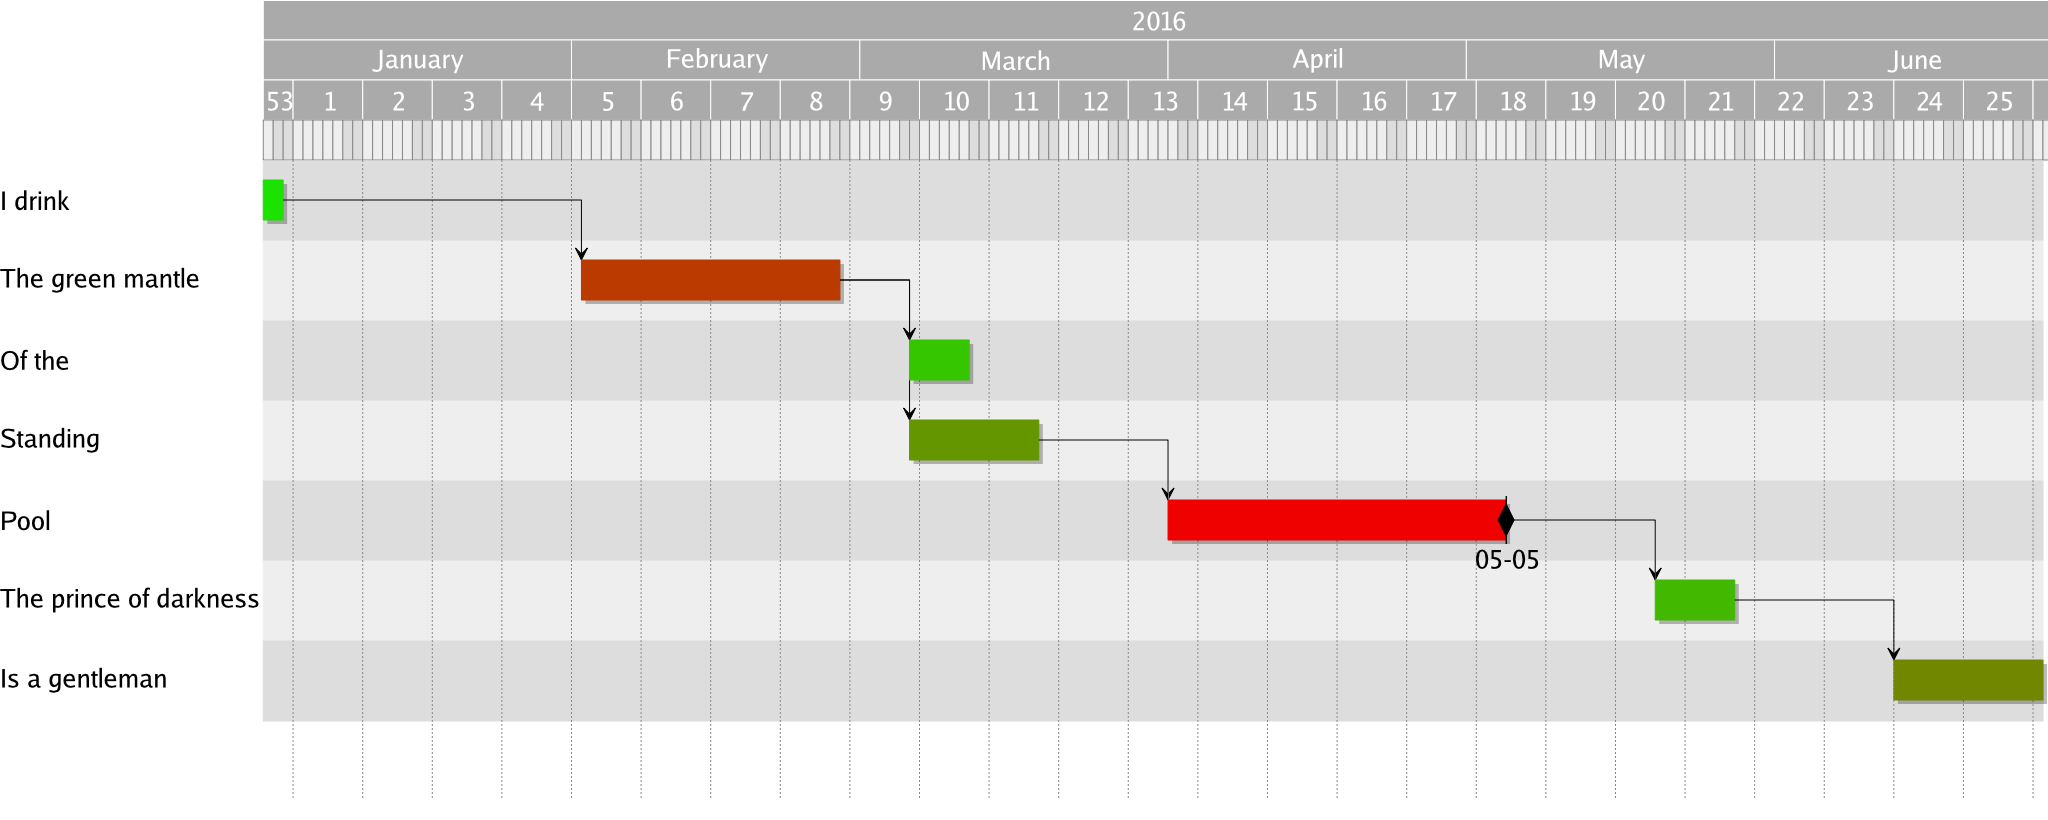 2016
January February March April May June
53 1 2 3 4 5 6 7 8 9 10 11 12 13 14 15 16 17 18 19 20 21 22 23 24 25
I drink
The green mantle
Of the
Standing
Pool
05-05
The prince of darkness
Is a gentleman